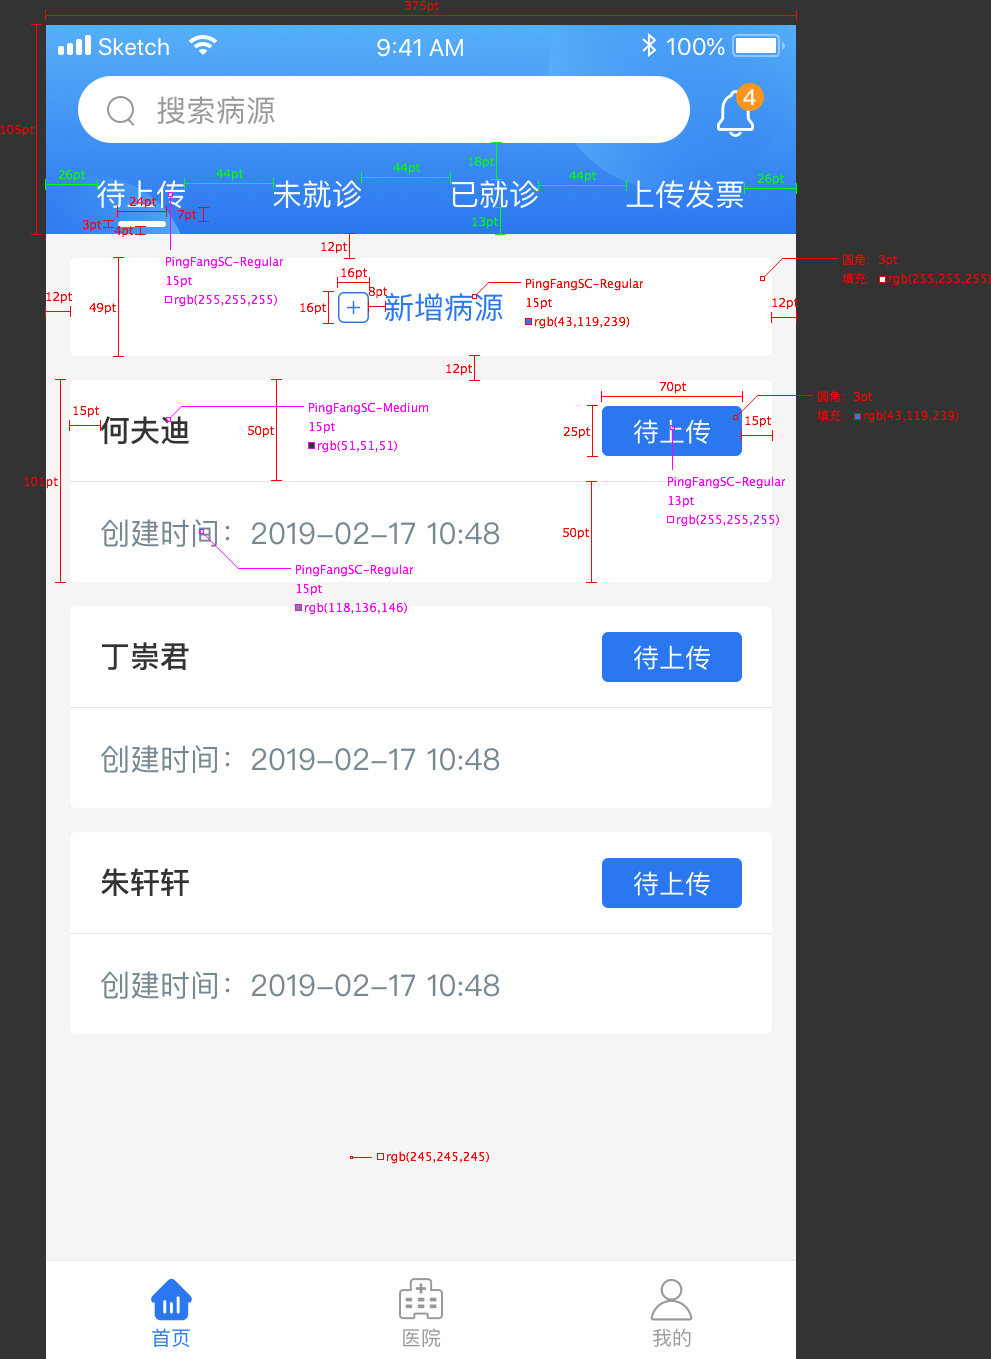 375pt
Sketch 9:41 AM 100%
搜索病源 4
105pt
18pt
26pt 44pt 44pt 44pt 26pt
待上传 未就诊 已就诊 上传发票
24pt 7pt
3pt 4pt 13pt
12pt
PingFangSC-Regular
15pt
rgb(255,255,255)
圆角: 3pt
填充: rgb(255,255,255)
16pt
8pt
12pt 49pt 16pt 新增病源 12pt
PingFangSC-Regular
15pt
rgb(43,119,239)
12pt
70pt
圆角: 3pt
填充: rgb(43,119,239)
15pt
何夫迪 50pt 25pt 待上传 15pt
PingFangSC-Medium
15pt
rgb(51,51,51)
101pt
PingFangSC-Regular
13pt
rgb(255,255,255)
创建时间: 2019-02-17 10:48 50pt
PingFangSC-Regular
15pt
rgb(118,136,146)
丁崇君 待上传
创建时间: 2019-02-17 10:48
朱轩轩 待上传
创建时间: 2019-02-17 10:48
rgb(245,245,245)
首页 医院 我的